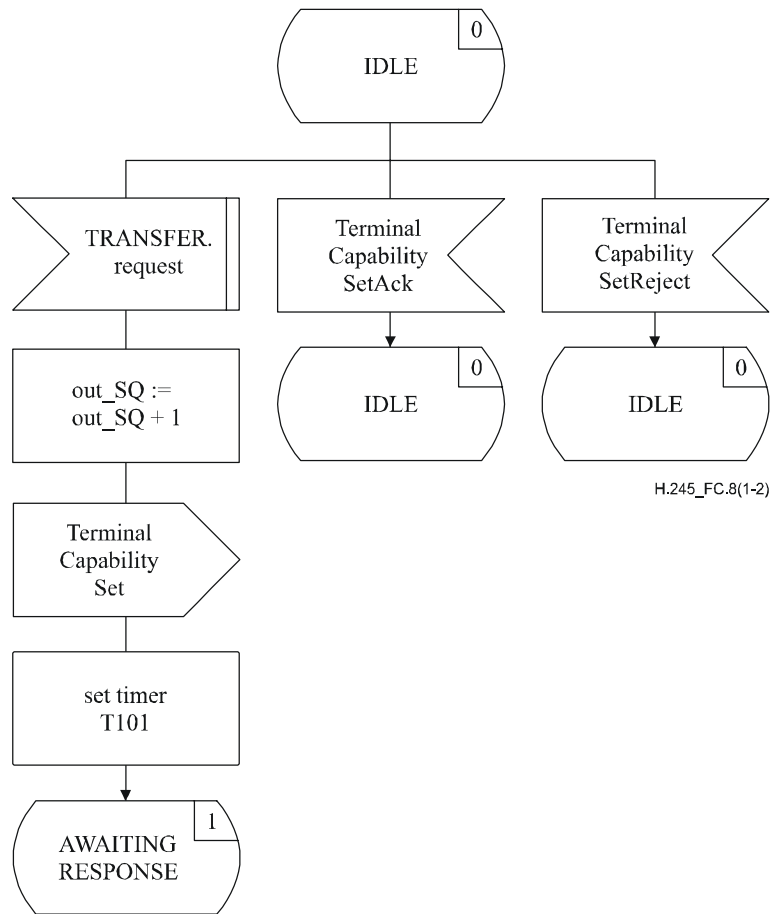 0
IDLE
TRANSFER.
request
Terminal
Capability
SetAck
Terminal
Capability
SetReject
out_SQ :=
out_SQ + 1
0
IDLE
0
IDLE
H.245_FC.8(1-2)
Terminal
Capability
Set
set timer
T101
1
AWAITING
RESPONSE